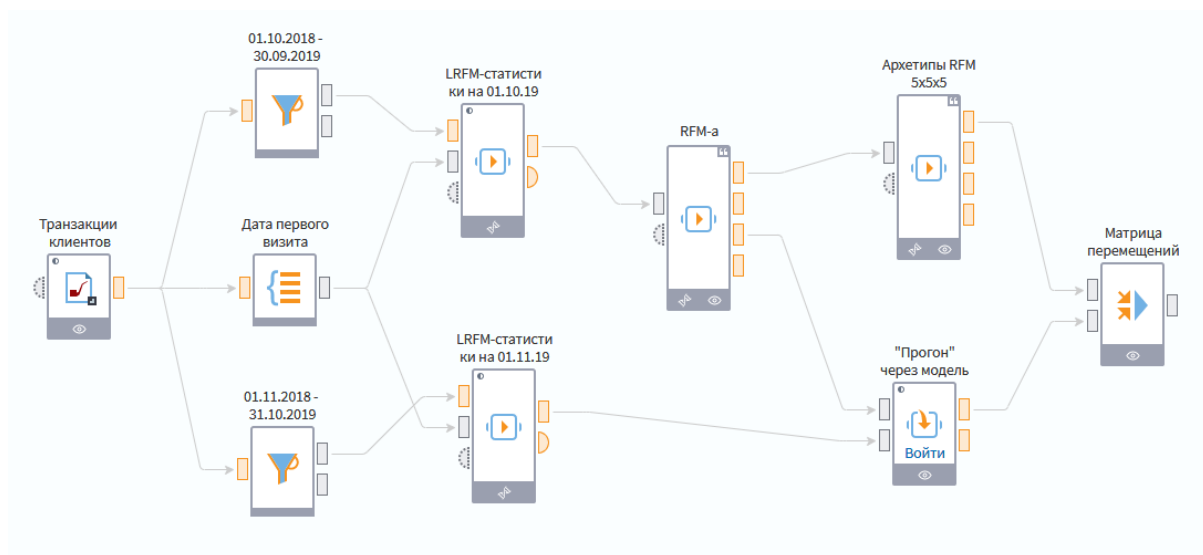 01.10.2018 -
30.09.2019
LRFM-статисти
ки на 01.10.19
Архетипы RFM
5x5x5
RFM-а
Транзакции
клиентов
Дата первого
визита
Матрица
перемещений
LRFM-статисти
ки на 01.11.19
"Прогон"
через модель
01.11.2018 -
31.10.2019
Войти